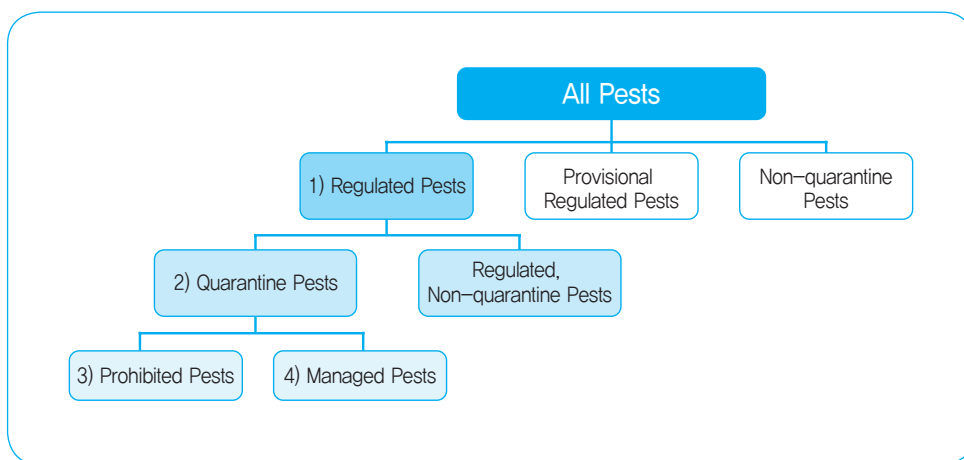 All Pests
1) Regulated Pests
Provisional
Regulated Pests
Non-quarantine
Pests
2) Quarantine Pests
Regulated,
Non-quarantine Pests
3) Prohibited Pests
4) Managed Pests